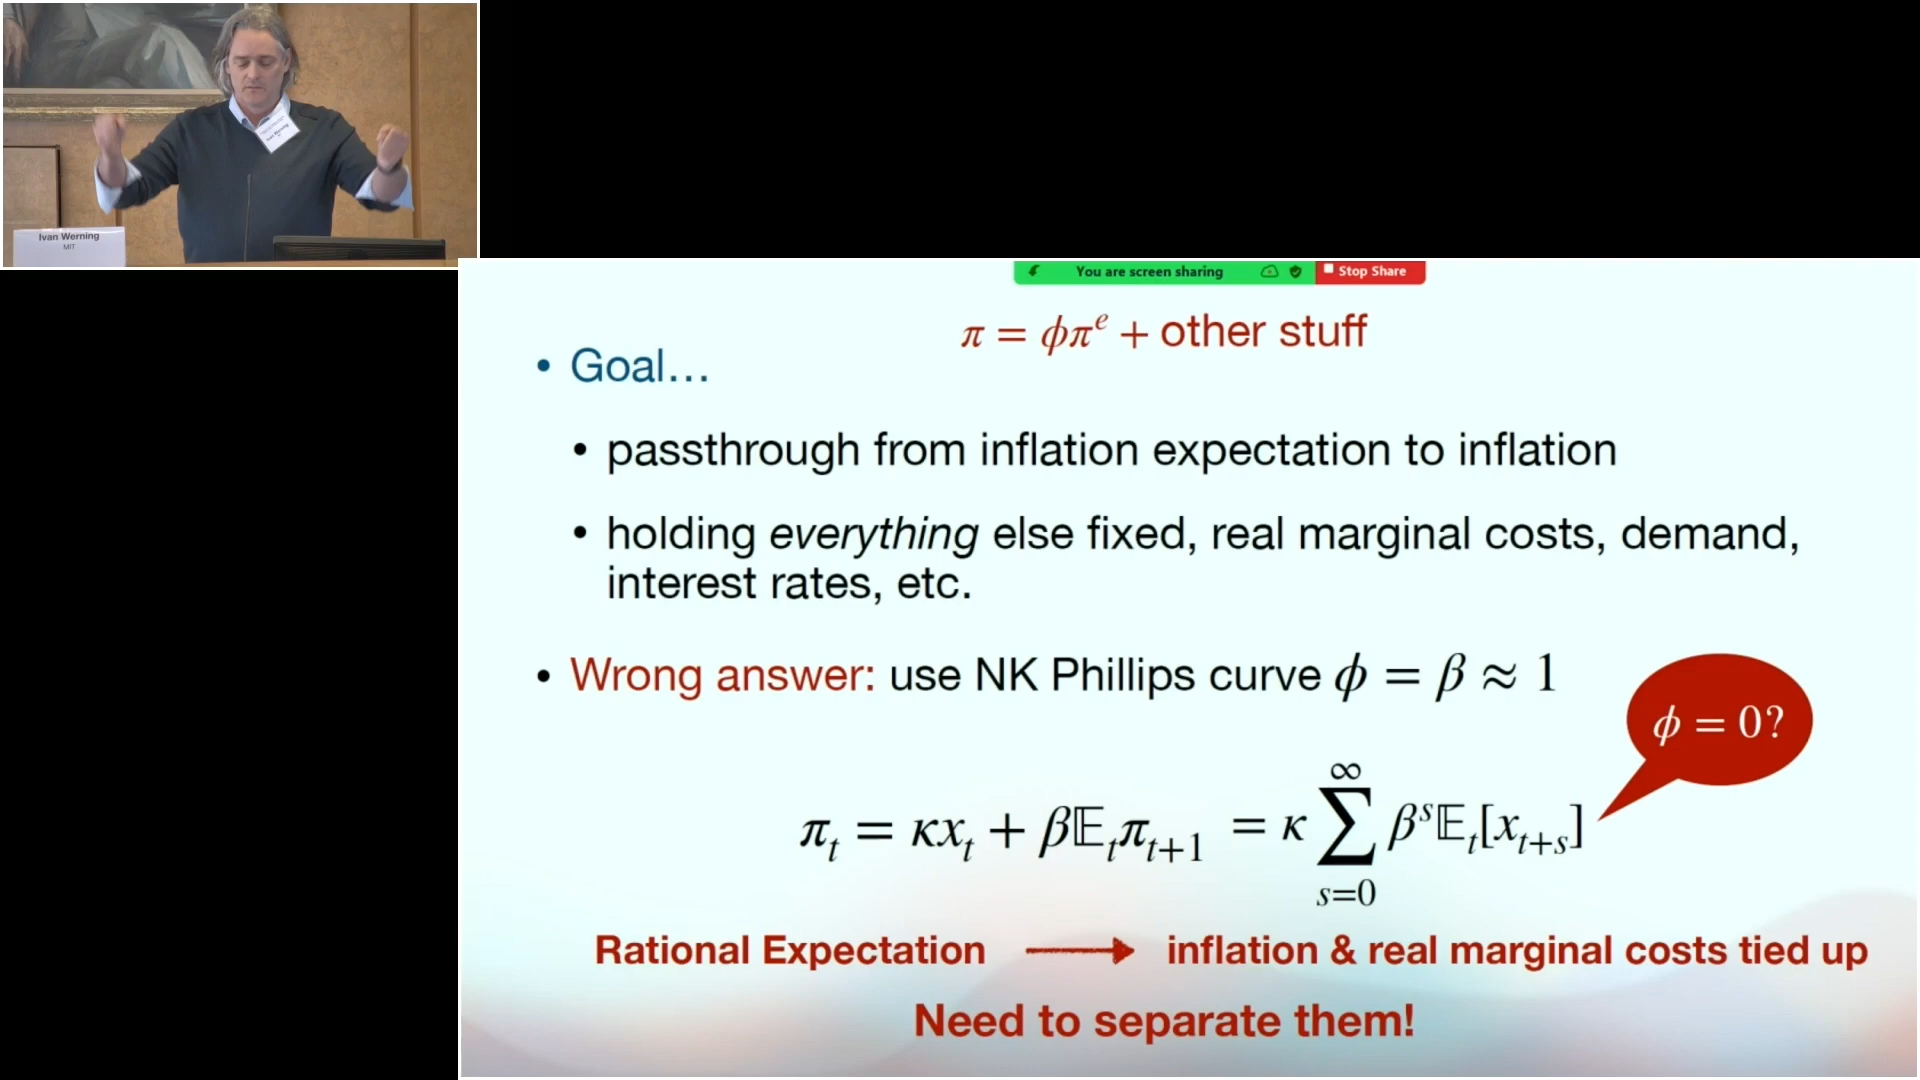 Ivan Werning
MIT
You are screen sharing
Stop Share
π = ϕπᵉ + other stuff
• Goal…
• passthrough from inflation expectation to inflation
• holding everything else fixed, real marginal costs, demand,
interest rates, etc.
• Wrong answer: use NK Phillips curve ϕ = β ≈ 1
ϕ = 0?
π_t = κx_t + β𝔼_tπ_{t+1} = κ ∑_{s=0}^{∞} β^s𝔼_t[x_{t+s}]
Rational Expectation ⟶ inflation & real marginal costs tied up
Need to separate them!